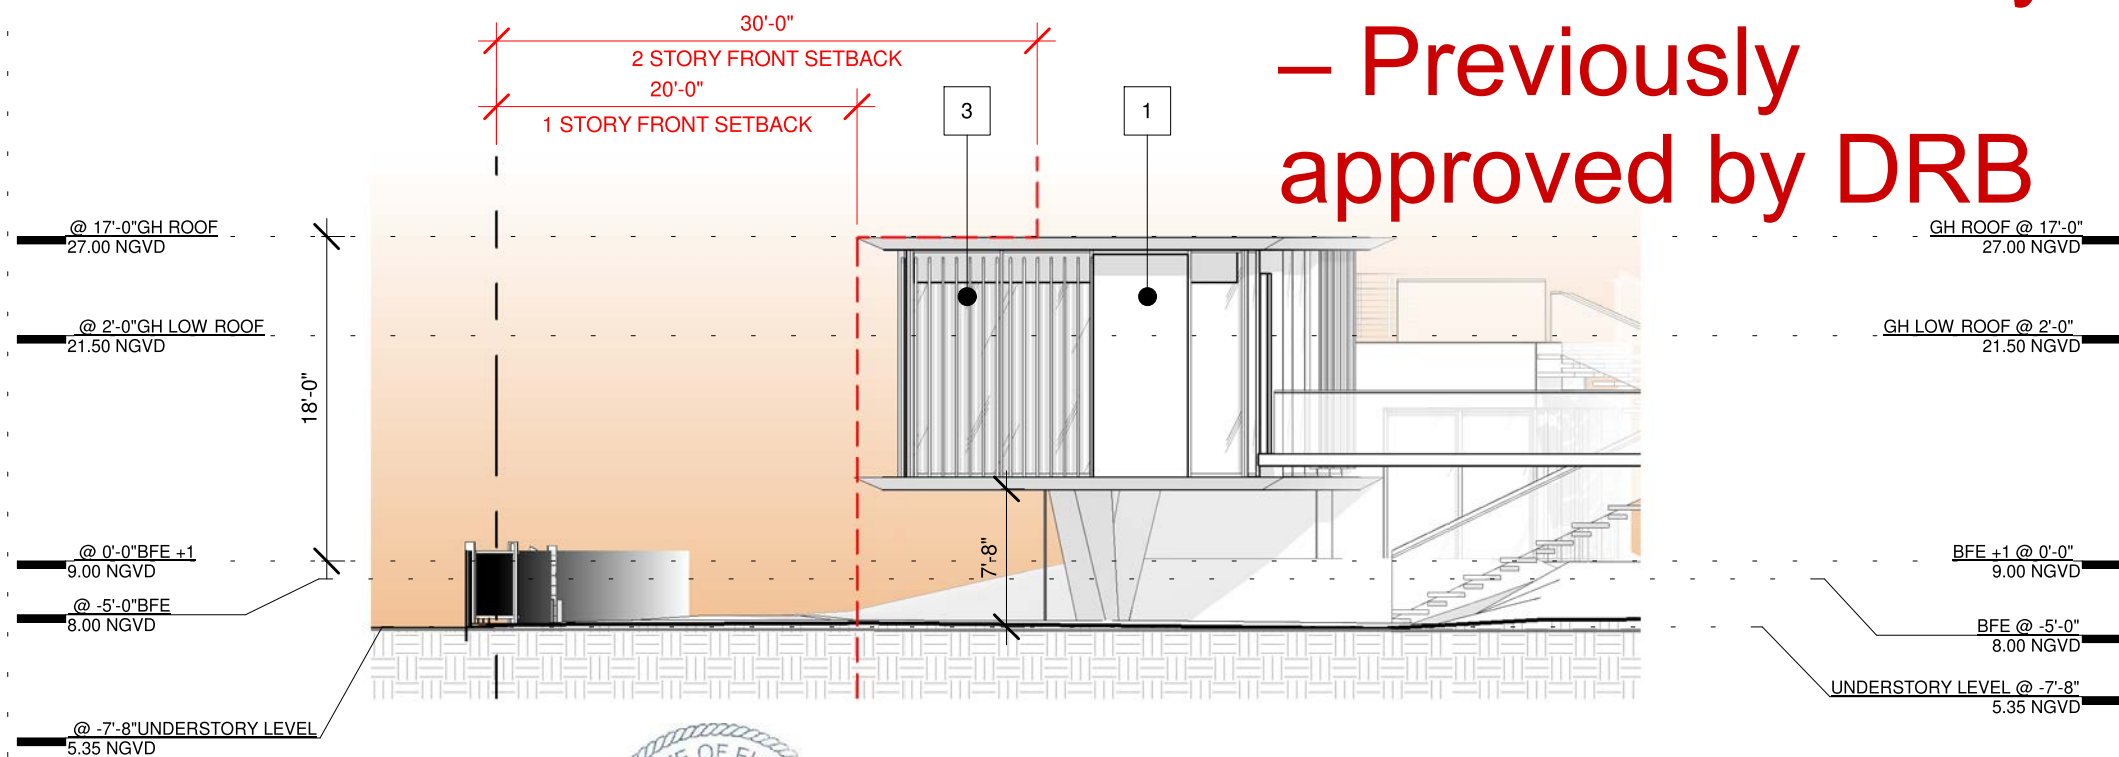 30'-0"
2 STORY FRONT SETBACK
20'-0"
1 STORY FRONT SETBACK
3
1
– Previously
approved by DRB
@ 17'-0"GH ROOF
27.00 NGVD
@ 2'-0"GH LOW ROOF
21.50 NGVD
18'-0"
@ 0'-0"BFE +1
9.00 NGVD
@ -5'-0"BFE
8.00 NGVD
@ -7'-8"UNDERSTORY LEVEL
5.35 NGVD
7'-8"
GH ROOF @ 17'-0"
27.00 NGVD
GH LOW ROOF @ 2'-0"
21.50 NGVD
BFE +1 @ 0'-0"
9.00 NGVD
BFE @ -5'-0"
8.00 NGVD
UNDERSTORY LEVEL @ -7'-8"
5.35 NGVD
OF